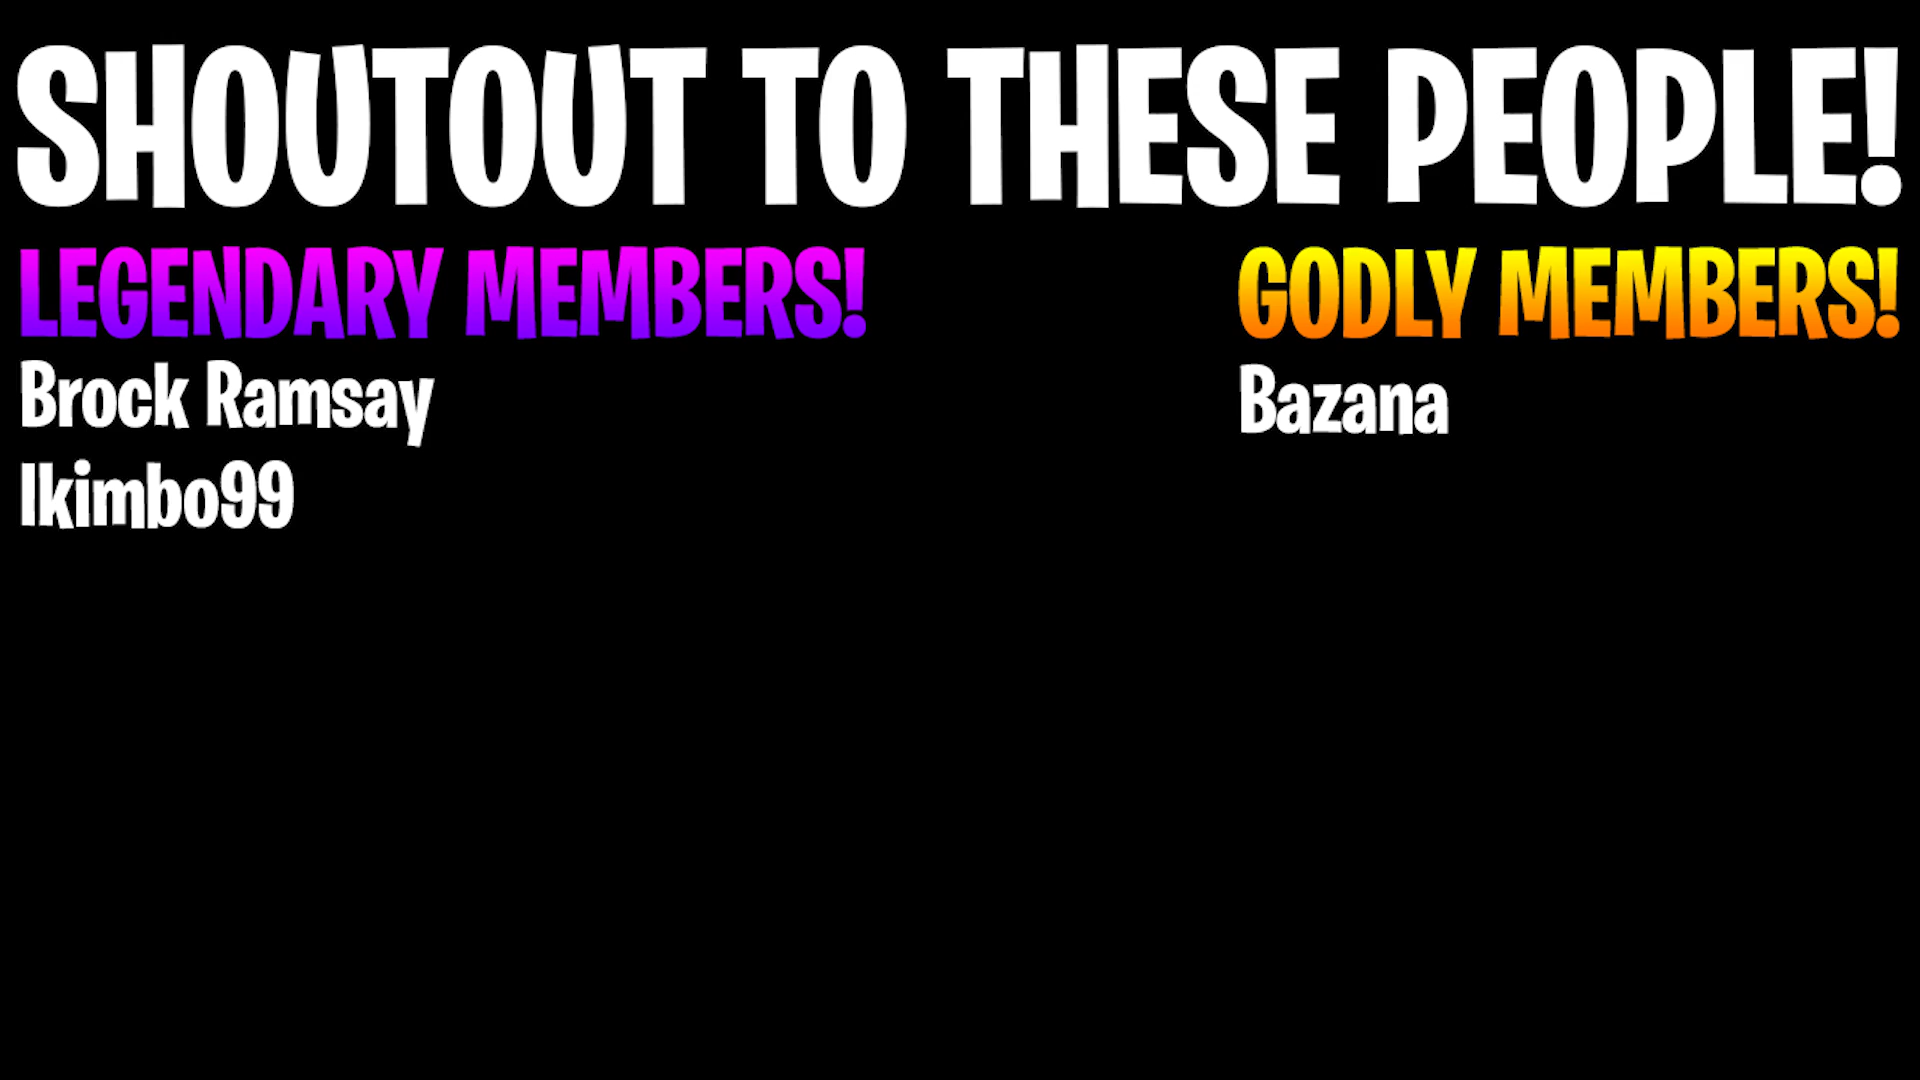 SHOUTOUT TO THESE PEOPLE!
LEGENDARY MEMBERS!
Brock Ramsay
Ikimbo99
GODLY MEMBERS!
Bazana